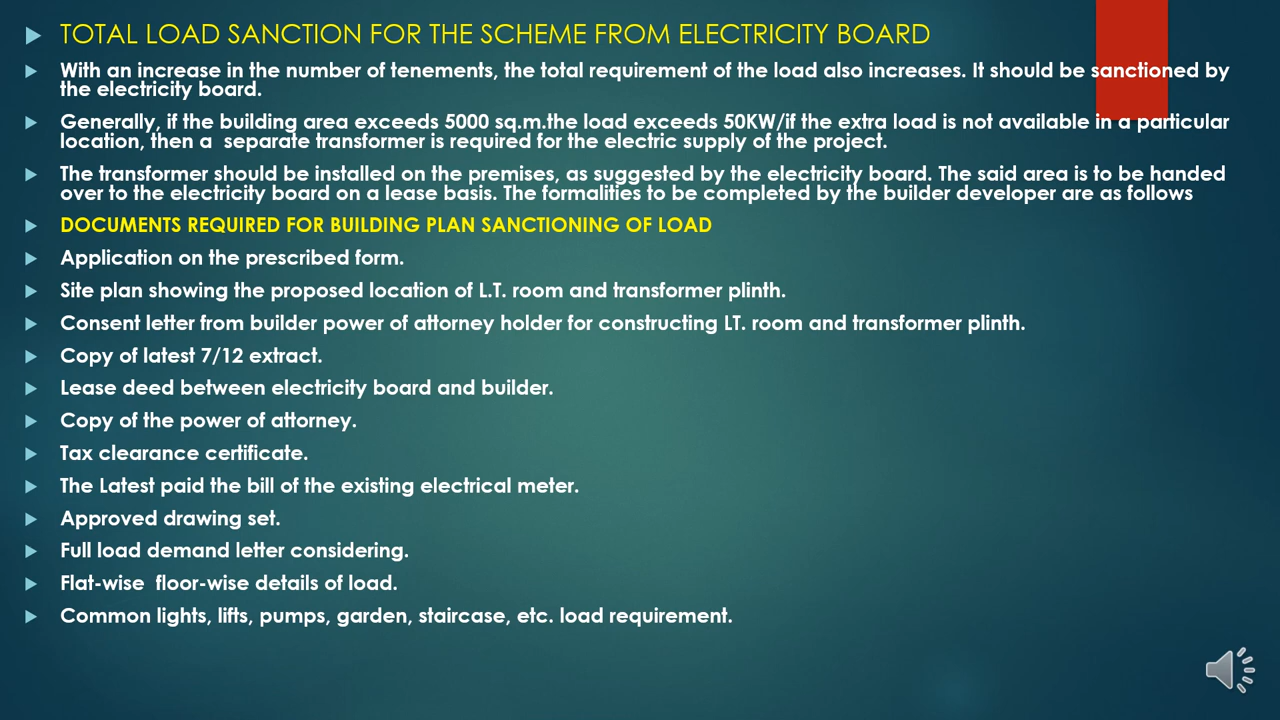 TOTAL LOAD SANCTION FOR THE SCHEME FROM ELECTRICITY BOARD
With an increase in the number of tenements, the total requirement of the load also increases. It should be sanctioned by
the electricity board.
Generally, if the building area exceeds 5000 sq.m.the load exceeds 50KW/if the extra load is not available in a particular
location, then a  separate transformer is required for the electric supply of the project.
The transformer should be installed on the premises, as suggested by the electricity board. The said area is to be handed
over to the electricity board on a lease basis. The formalities to be completed by the builder developer are as follows
DOCUMENTS REQUIRED FOR BUILDING PLAN SANCTIONING OF LOAD
Application on the prescribed form.
Site plan showing the proposed location of L.T. room and transformer plinth.
Consent letter from builder power of attorney holder for constructing LT. room and transformer plinth.
Copy of latest 7/12 extract.
Lease deed between electricity board and builder.
Copy of the power of attorney.
Tax clearance certificate.
The Latest paid the bill of the existing electrical meter.
Approved drawing set.
Full load demand letter considering.
Flat-wise  floor-wise details of load.
Common lights, lifts, pumps, garden, staircase, etc. load requirement.